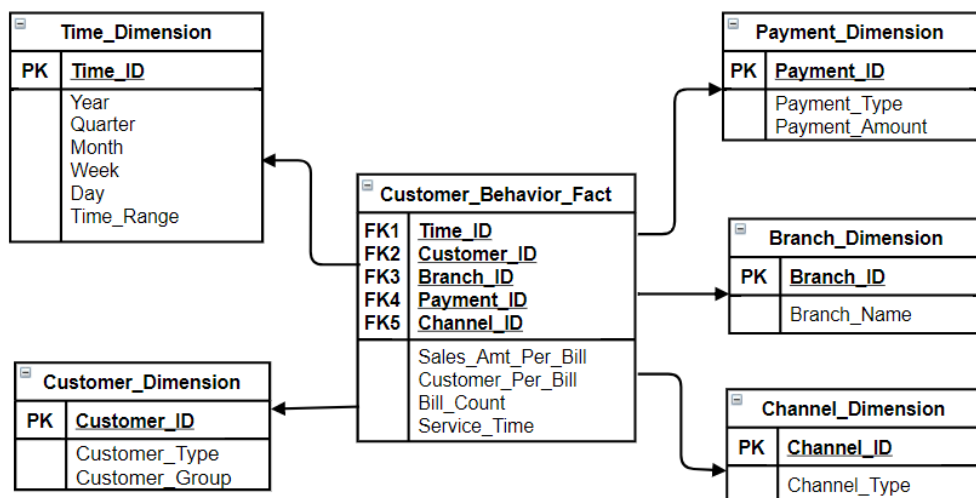 Time_Dimension
PK Time_ID
Year
Quarter
Month
Week
Day
Time_Range
Payment_Dimension
PK Payment_ID
Payment_Type
Payment_Amount
Customer_Behavior_Fact
FK1 Time_ID
FK2 Customer_ID
FK3 Branch_ID
FK4 Payment_ID
FK5 Channel_ID
Sales_Amt_Per_Bill
Customer_Per_Bill
Bill_Count
Service_Time
Branch_Dimension
PK Branch_ID
Branch_Name
Customer_Dimension
PK Customer_ID
Customer_Type
Customer_Group
Channel_Dimension
PK Channel_ID
Channel_Type